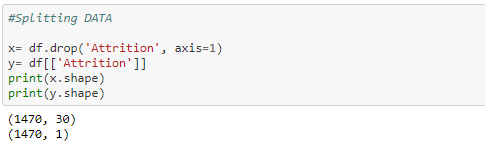 #Splitting DATA
x= df.drop('Attrition', axis=1)
y= df[['Attrition']]
print(x.shape)
print(y.shape)
(1470, 30)
(1470, 1)